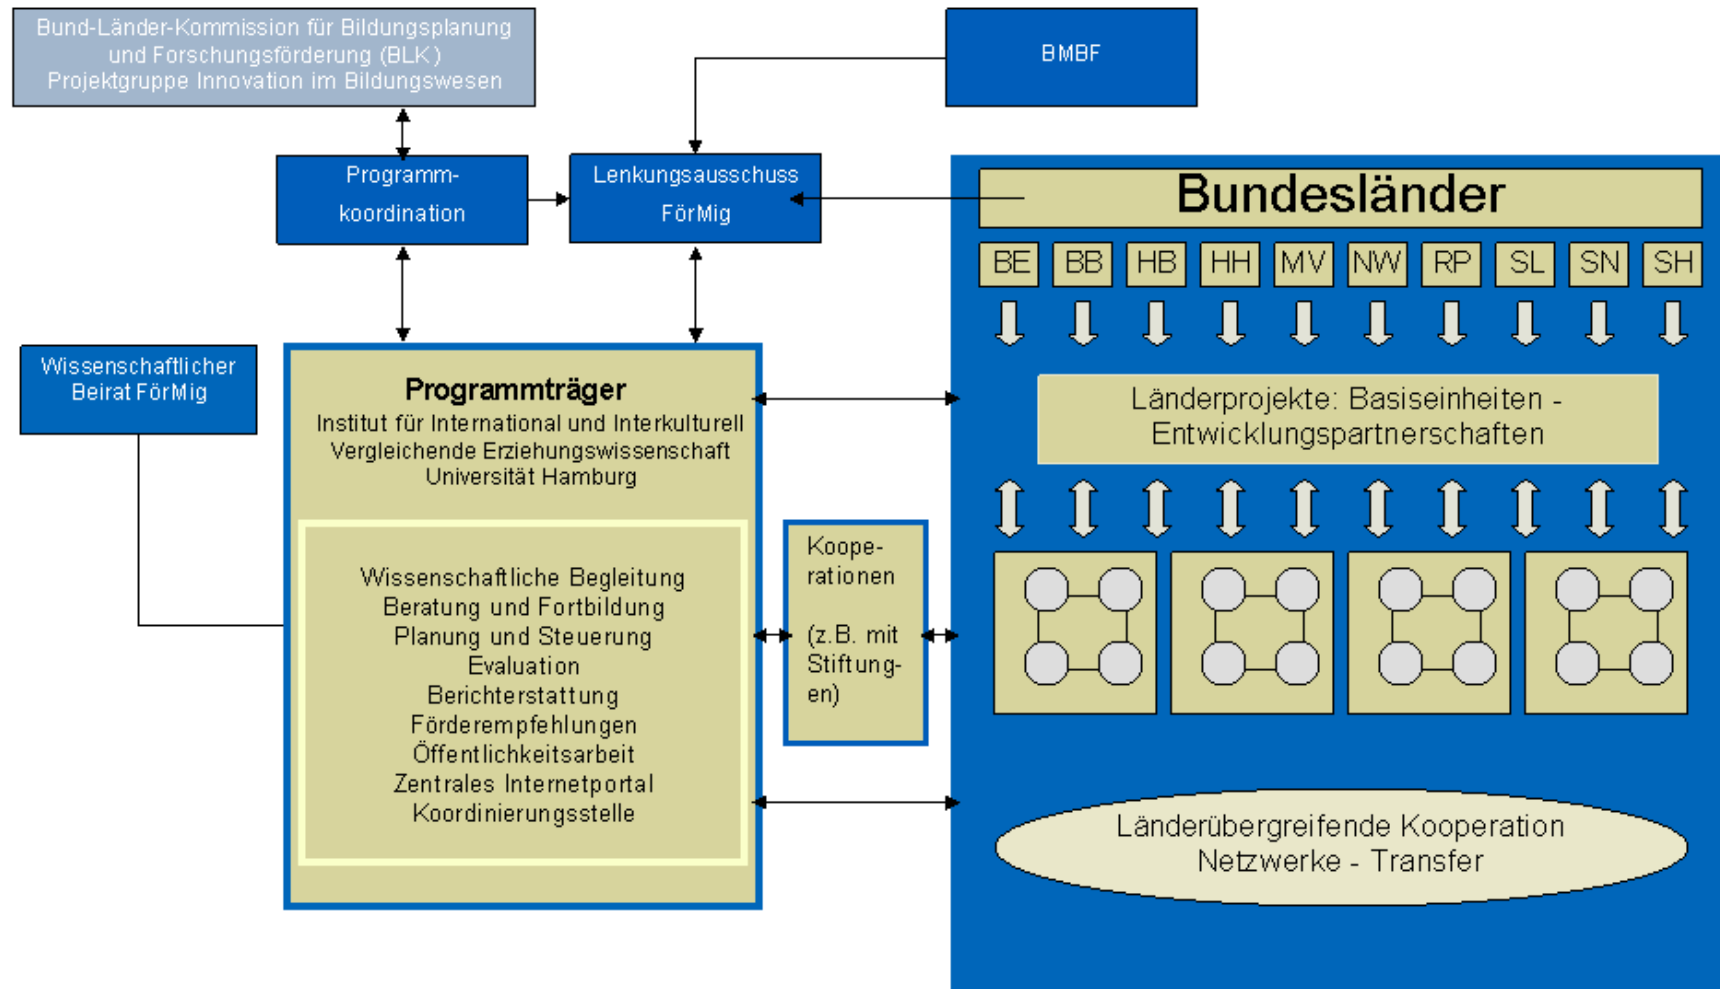 Bund-Länder-Kommission für Bildungsplanung
und Forschungsförderung (BLK)
Projektgruppe Innovation im Bildungswesen
BMBF
Programm-
koordination
Lenkungsausschuss
FörMig
Bundesländer
BE BB HB HH MV NW RP SL SN SH
Wissenschaftlicher
Beirat FörMig
Programmträger
Institut für International und Interkulturell
Vergleichende Erziehungswissenschaft
Universität Hamburg
Länderprojekte: Basiseinheiten -
Entwicklungspartnerschaften
Wissenschaftliche Begleitung
Beratung und Fortbildung
Planung und Steuerung
Evaluation
Berichterstattung
Förderempfehlungen
Öffentlichkeitsarbeit
Zentrales Internetportal
Koordinierungsstelle
Koope-
rationen
(z.B. mit
Stiftung-
en)
Länderübergreifende Kooperation
Netzwerke - Transfer